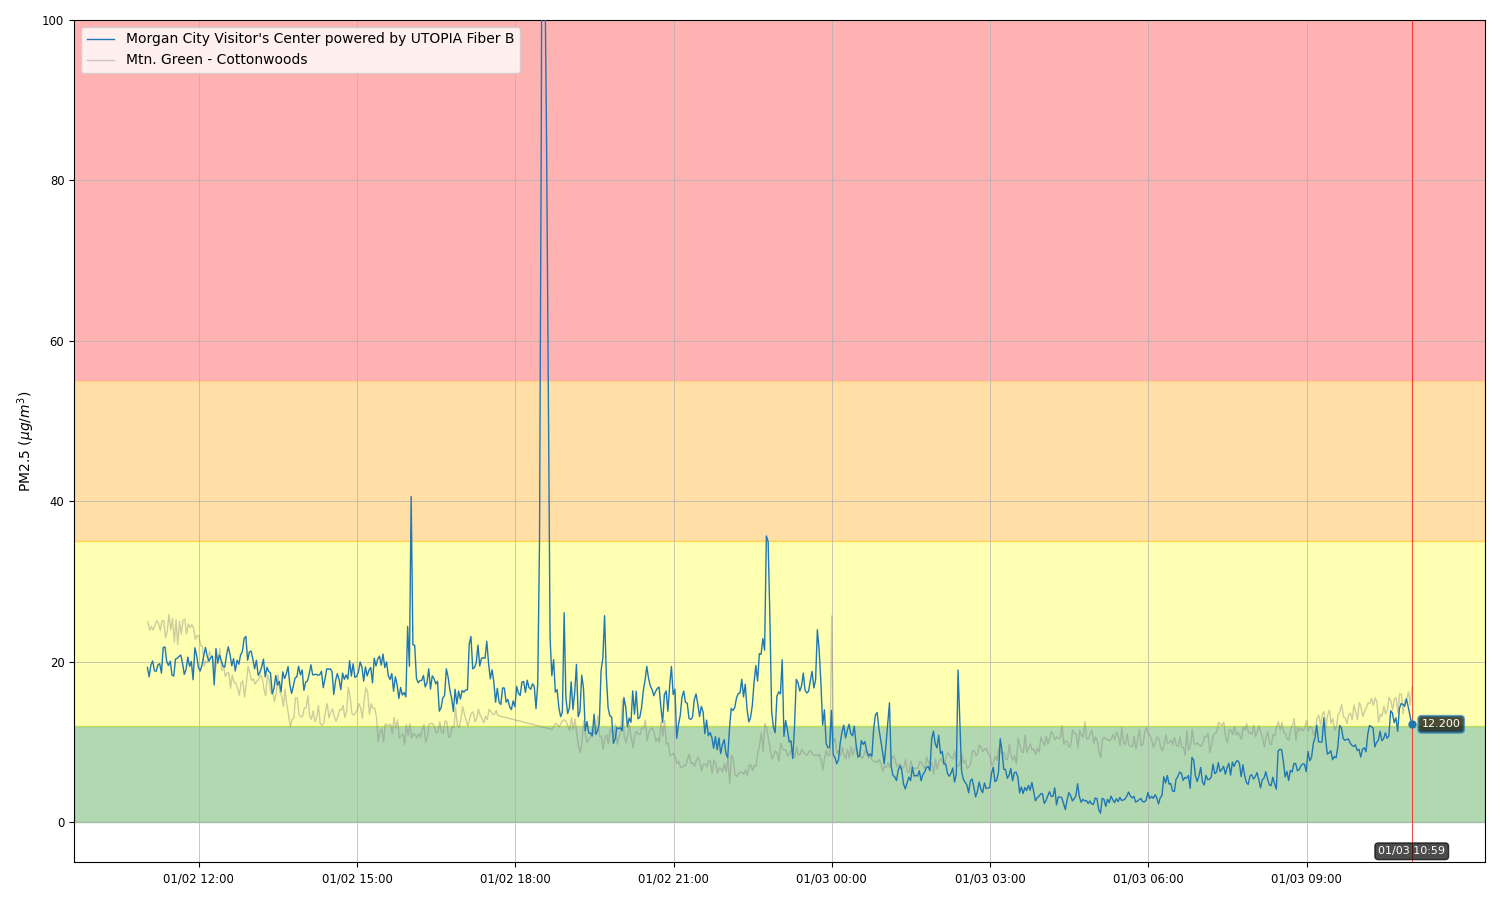 100
Morgan City Visitor's Center powered by UTOPIA Fiber B
Mtn. Green - Cottonwoods
80
60
PM2.5 (μg/m³)
40
20
12.200
0
01/03 10:59
01/02 12:00 01/02 15:00 01/02 18:00 01/02 21:00 01/03 00:00 01/03 03:00 01/03 06:00 01/03 09:00